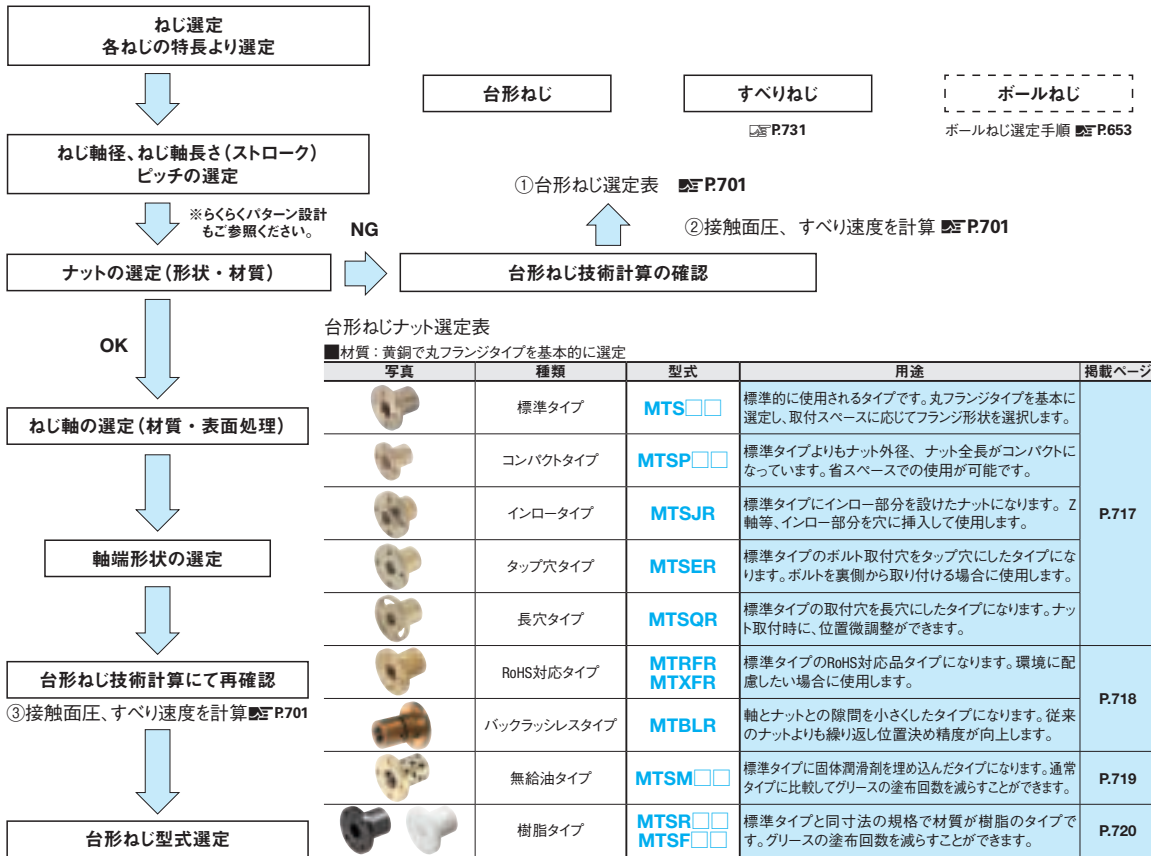 ねじ選定
各ねじの特長より選定
台形ねじ
すべりねじ
ボールねじ
P.731
ボールねじ選定手順 P.653
ねじ軸径、ねじ軸長さ(ストローク)
ピッチの選定
①台形ねじ選定表 P.701
※らくらくパターン設計
もご参照ください。
NG
②接触面圧、すべり速度を計算 P.701
ナットの選定(形状・材質)
台形ねじ技術計算の確認
OK
ねじ軸の選定(材質・表面処理)
軸端形状の選定
台形ねじ技術計算にて再確認
③接触面圧、すべり速度を計算 P.701
台形ねじ型式選定
台形ねじナット選定表
■材質:黄銅で丸フランジタイプを基本的に選定
写真 種類 型式 用途 掲載ページ
標準タイプ MTS□□ 標準的に使用されるタイプです。丸フランジタイプを基本に
選定し、取付スペースに応じてフランジ形状を選択します。
コンパクトタイプ MTSP□□ 標準タイプよりもナット外径、ナット全長がコンパクトに
なっています。省スペースでの使用が可能です。
インロータイプ MTSJR 標準タイプにインロー部分を設けたナットになります。Z
軸等、インロー部分を穴に挿入して使用します。
P.717
タップ穴タイプ MTSER 標準タイプのボルト取付穴をタップ穴にしたタイプにな
ります。ボルトを裏側から取り付ける場合に使用します。
長穴タイプ MTSQR 標準タイプの取付穴を長穴にしたタイプになります。ナッ
ト取付時に、位置微調整ができます。
RoHS対応タイプ MTRFR
MTXFR
標準タイプのRoHS対応品タイプになります。環境に配
慮したい場合に使用します。
P.718
バックラッシレスタイプ MTBLR 軸とナットとの隙間を小さくしたタイプになります。従来
のナットよりも繰り返し位置決め精度が向上します。
無給油タイプ MTSM□□ 標準タイプに固体潤滑剤を埋め込んだタイプになります。通常
タイプに比較してグリースの塗布回数を減らすことができます。
P.719
樹脂タイプ MTSR□□
MTSF□□
標準タイプと同寸法の規格で材質が樹脂のタイプで
す。グリースの塗布回数を減らすことができます。
P.720